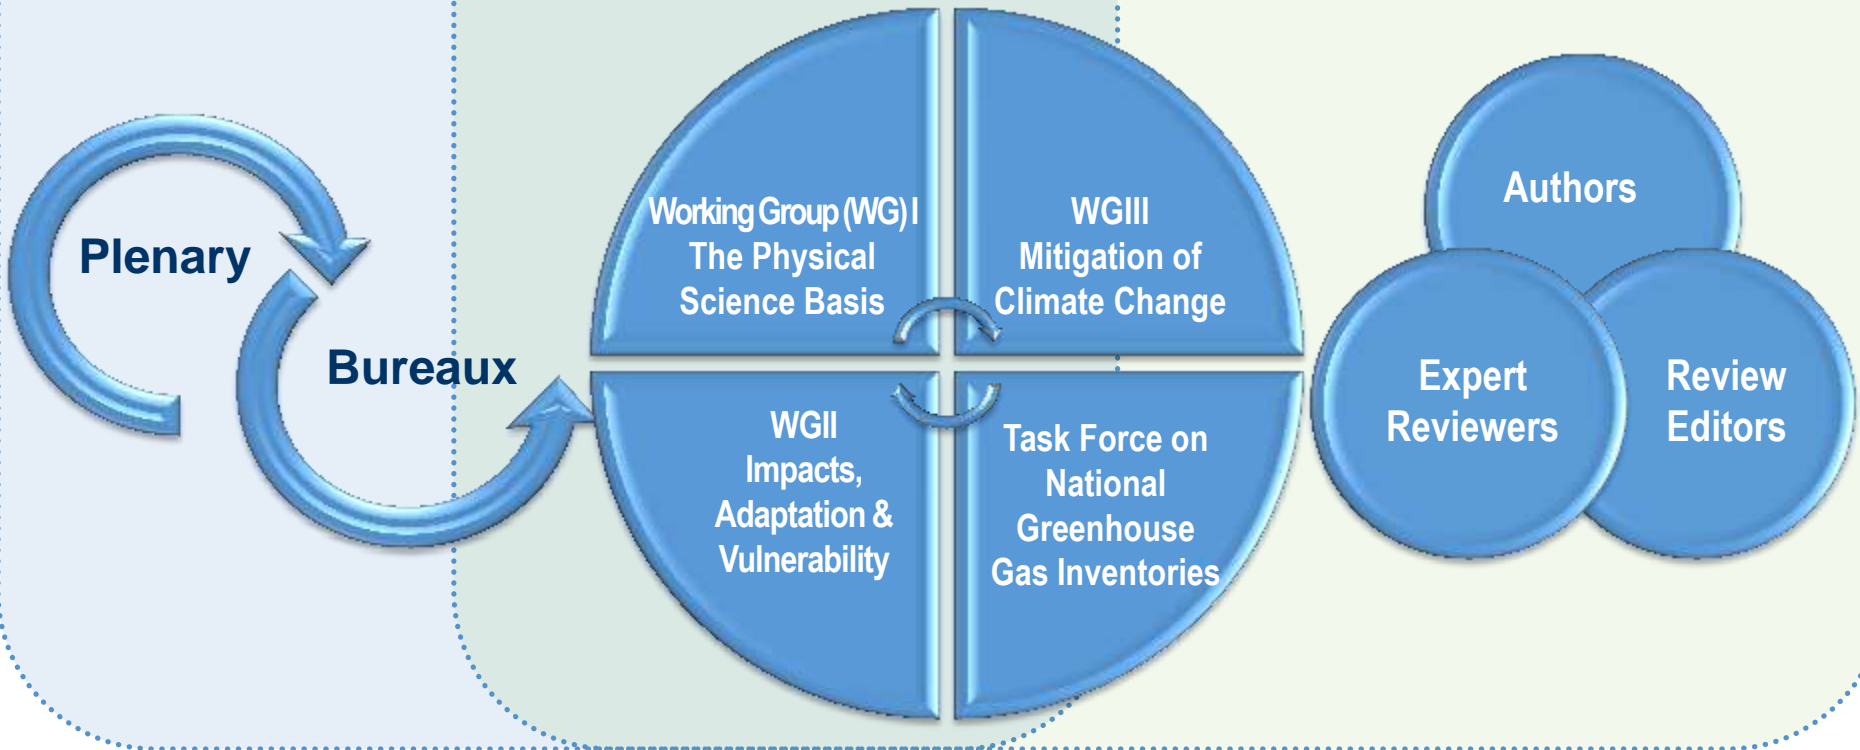 Plenary
Bureaux
Working Group (WG) I
The Physical
Science Basis
WGIII
Mitigation of
Climate Change
WGII
Impacts,
Adaptation &
Vulnerability
Task Force on
National
Greenhouse
Gas Inventories
Authors
Expert
Reviewers
Review
Editors